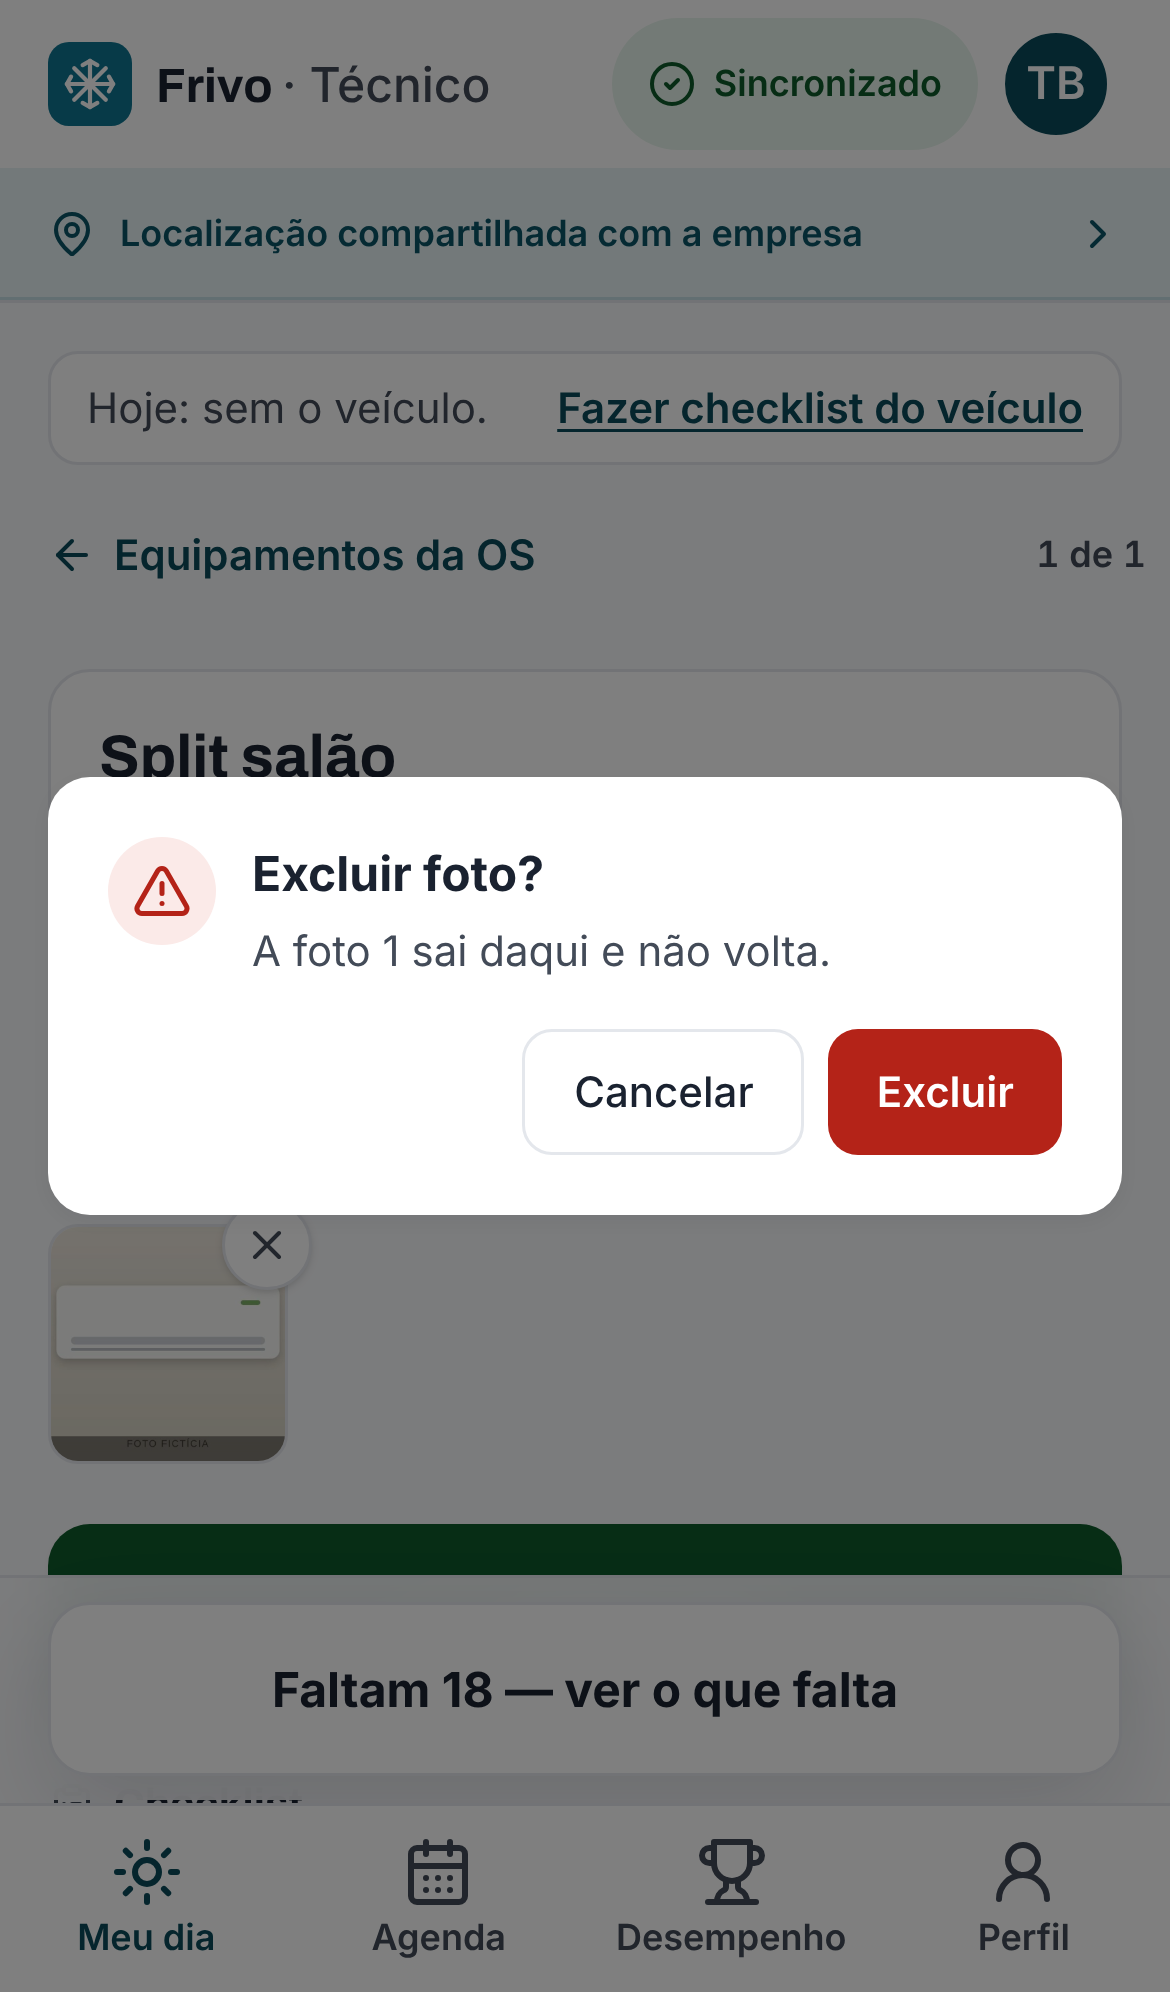 Frivo · Técnico
Sincronizado
TB
Localização compartilhada com a empresa
Hoje: sem o veículo.
Fazer checklist do veículo
Equipamentos da OS
1 de 1
Split salão
Excluir foto?
A foto 1 sai daqui e não volta.
Cancelar
Excluir
FOTO FICTÍCIA
Faltam 18 — ver o que falta
Meu dia
Agenda
Desempenho
Perfil